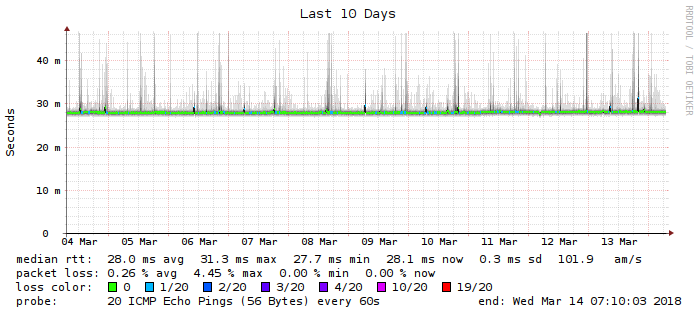 Last 10 Days
RRDTOOL / TOBI OETIKER
Seconds
40 m
30 m
20 m
10 m
0
04 Mar 05 Mar 06 Mar 07 Mar 08 Mar 09 Mar 10 Mar 11 Mar 12 Mar 13 Mar
median rtt: 28.0 ms avg 31.3 ms max 27.7 ms min 28.1 ms now 0.3 ms sd 101.9 am/s
packet loss: 0.26 % avg 4.45 % max 0.00 % min 0.00 % now
loss color: 0 1/20 2/20 3/20 4/20 10/20 19/20
probe: 20 ICMP Echo Pings (56 Bytes) every 60s end: Wed Mar 14 07:10:03 2018